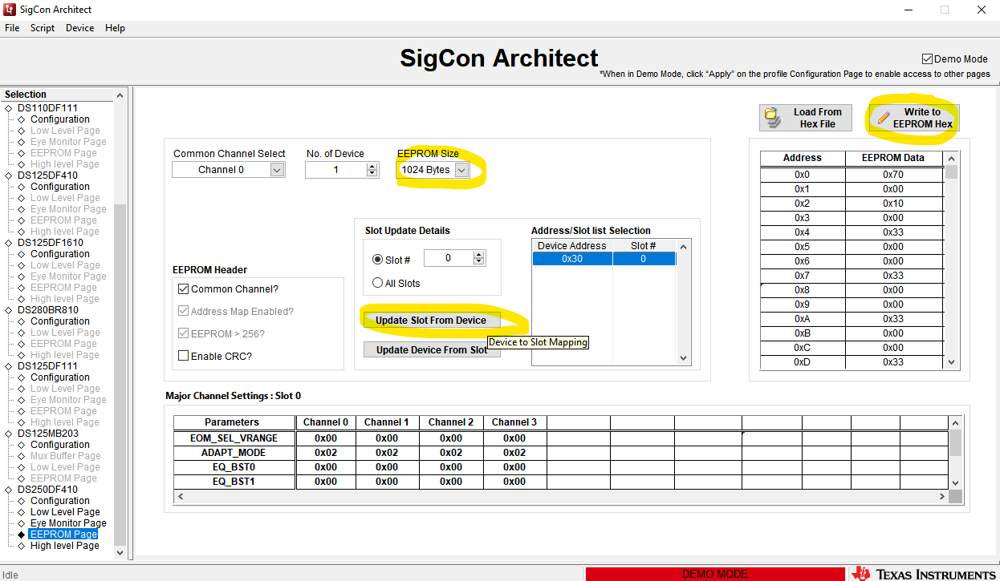 SigCon Architect
File Script Device Help
SigCon Architect
Demo Mode
*When in Demo Mode, click “Apply” on the profile Configuration Page to enable access to other pages
Selection
DS110DF111
Configuration
Low Level Page
Eye Monitor Page
EEPROM Page
High level Page
DS125DF410
Configuration
Low Level Page
Eye Monitor Page
EEPROM Page
High level Page
DS125DF1610
Configuration
Low Level Page
Eye Monitor Page
EEPROM Page
High level Page
DS280BR810
Configuration
Low Level Page
EEPROM Page
High level Page
DS125DF111
Configuration
Low Level Page
Eye Monitor Page
EEPROM Page
High level Page
DS125MB203
Configuration
Mux Buffer Page
Low Level Page
EEPROM Page
DS250DF410
Configuration
Low Level Page
Eye Monitor Page
EEPROM Page
High level Page
Load From
Hex File
Write to
EEPROM Hex
Common Channel Select No. of Device EEPROM Size
Channel 0 1 1024 Bytes
EEPROM Header
Common Channel?
Address Map Enabled?
EEPROM > 256?
Enable CRC?
Slot Update Details
Slot # 0
All Slots
Update Slot From Device
Update Device From Slot
Device to Slot Mapping
Address/Slot list Selection
Device Address Slot #
0x30 0
Address EEPROM Data
0x0 0x70
0x1 0x00
0x2 0x10
0x3 0x00
0x4 0x33
0x5 0x00
0x6 0x00
0x7 0x33
0x8 0x00
0x9 0x00
0xA 0x33
0xB 0x00
0xC 0x00
0xD 0x33
Major Channel Settings : Slot 0
Parameters Channel 0 Channel 1 Channel 2 Channel 3
EOM_SEL_VRANGE 0x00 0x00 0x00 0x00
ADAPT_MODE 0x02 0x02 0x02 0x02
EQ_BST0 0x00 0x00 0x00 0x00
EQ_BST1 0x00 0x00 0x00 0x00
Idle
DEMO MODE
TEXAS INSTRUMENTS